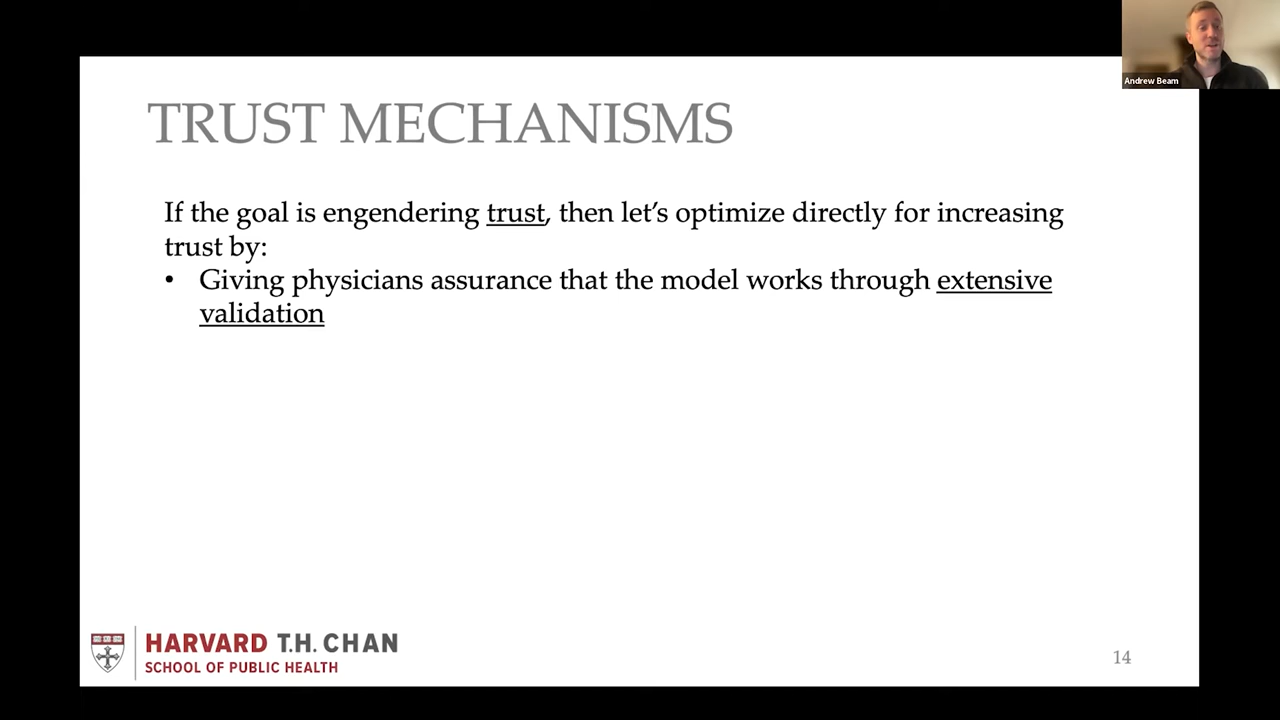 Andrew Beam
TRUST MECHANISMS
If the goal is engendering trust, then let’s optimize directly for increasing
trust by:
• Giving physicians assurance that the model works through extensive
validation
HARVARD T.H. CHAN
SCHOOL OF PUBLIC HEALTH
14